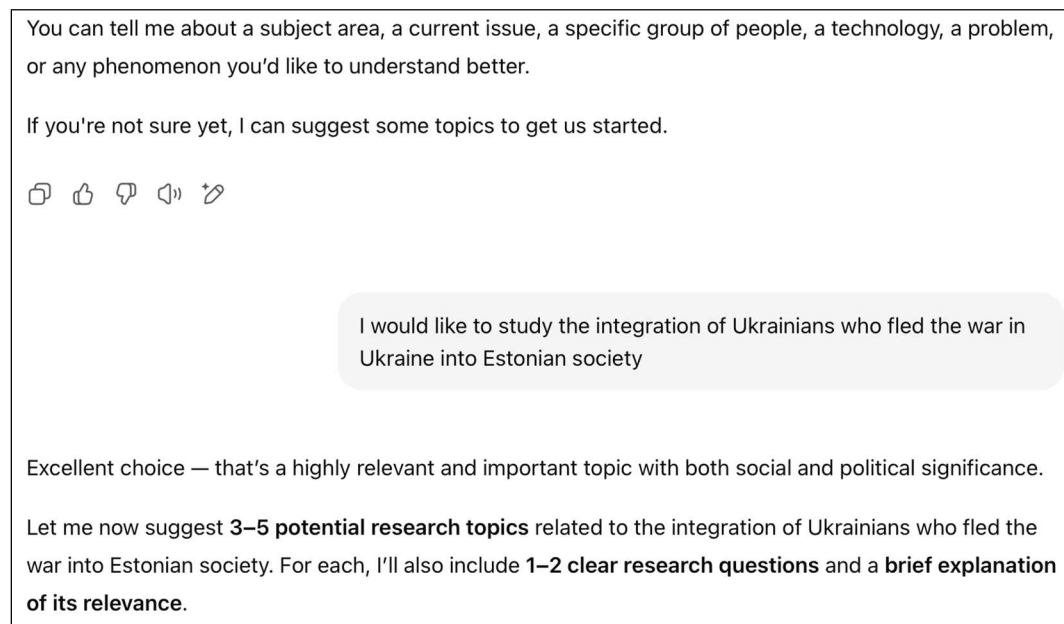 You can tell me about a subject area, a current issue, a specific group of people, a technology, a problem,
or any phenomenon you’d like to understand better.
If you're not sure yet, I can suggest some topics to get us started.
I would like to study the integration of Ukrainians who fled the war in
Ukraine into Estonian society
Excellent choice — that’s a highly relevant and important topic with both social and political significance.
Let me now suggest 3–5 potential research topics related to the integration of Ukrainians who fled the
war into Estonian society. For each, I’ll also include 1–2 clear research questions and a brief explanation
of its relevance.